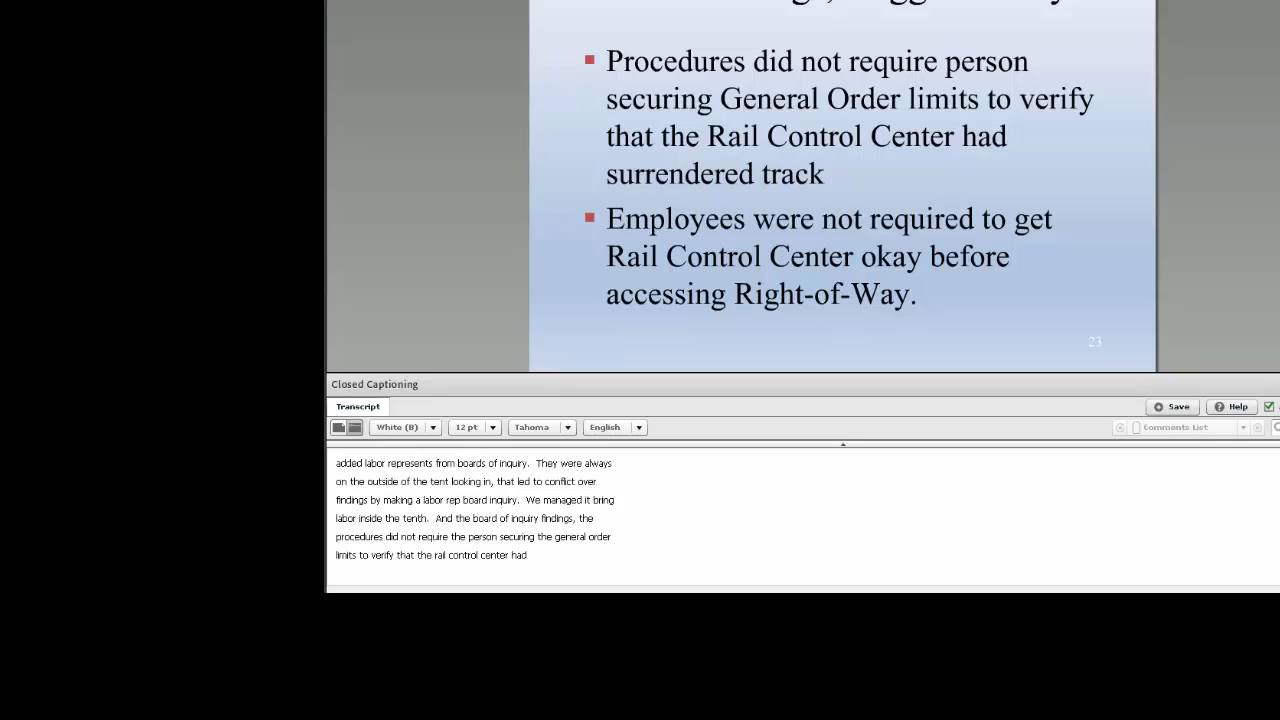 Procedures did not require person
securing General Order limits to verify
that the Rail Control Center had
surrendered track
Employees were not required to get
Rail Control Center okay before
accessing Right-of-Way.
23
Closed Captioning
Transcript
Save
Help
White (8)
12 pt
Tahoma
English
Comments List
added labor represents from boards of inquiry. They were always
on the outside of the tent looking in, that led to conflict over
findings by making a labor rep board inquiry. We managed it bring
labor inside the tenth. And the board of inquiry findings, the
procedures did not require the person securing the general order
limits to verify that the rail control center had